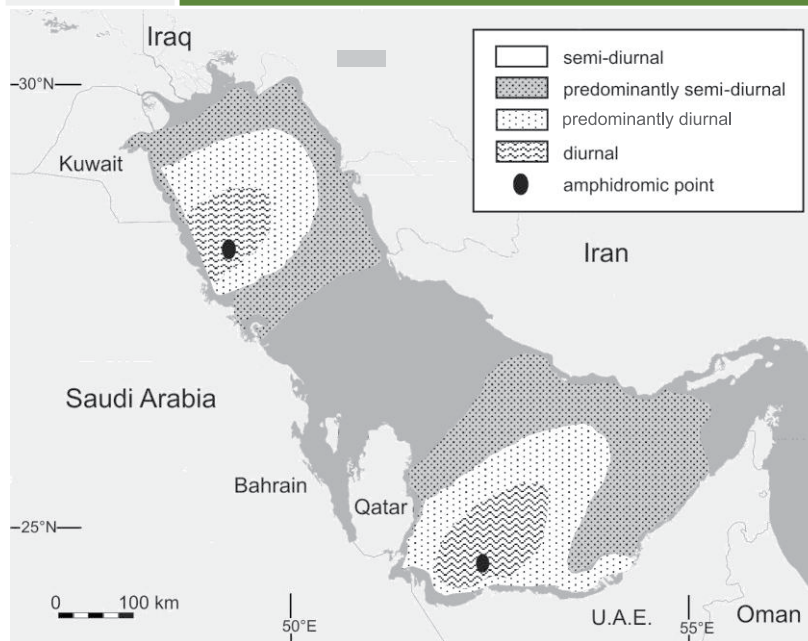 Iraq
30°N
semi-diurnal
predominantly semi-diurnal
predominantly diurnal
diurnal
amphidromic point
Kuwait
Iran
Saudi Arabia
Bahrain
Qatar
25°N
0 100 km
50°E
U.A.E.
55°E
Oman